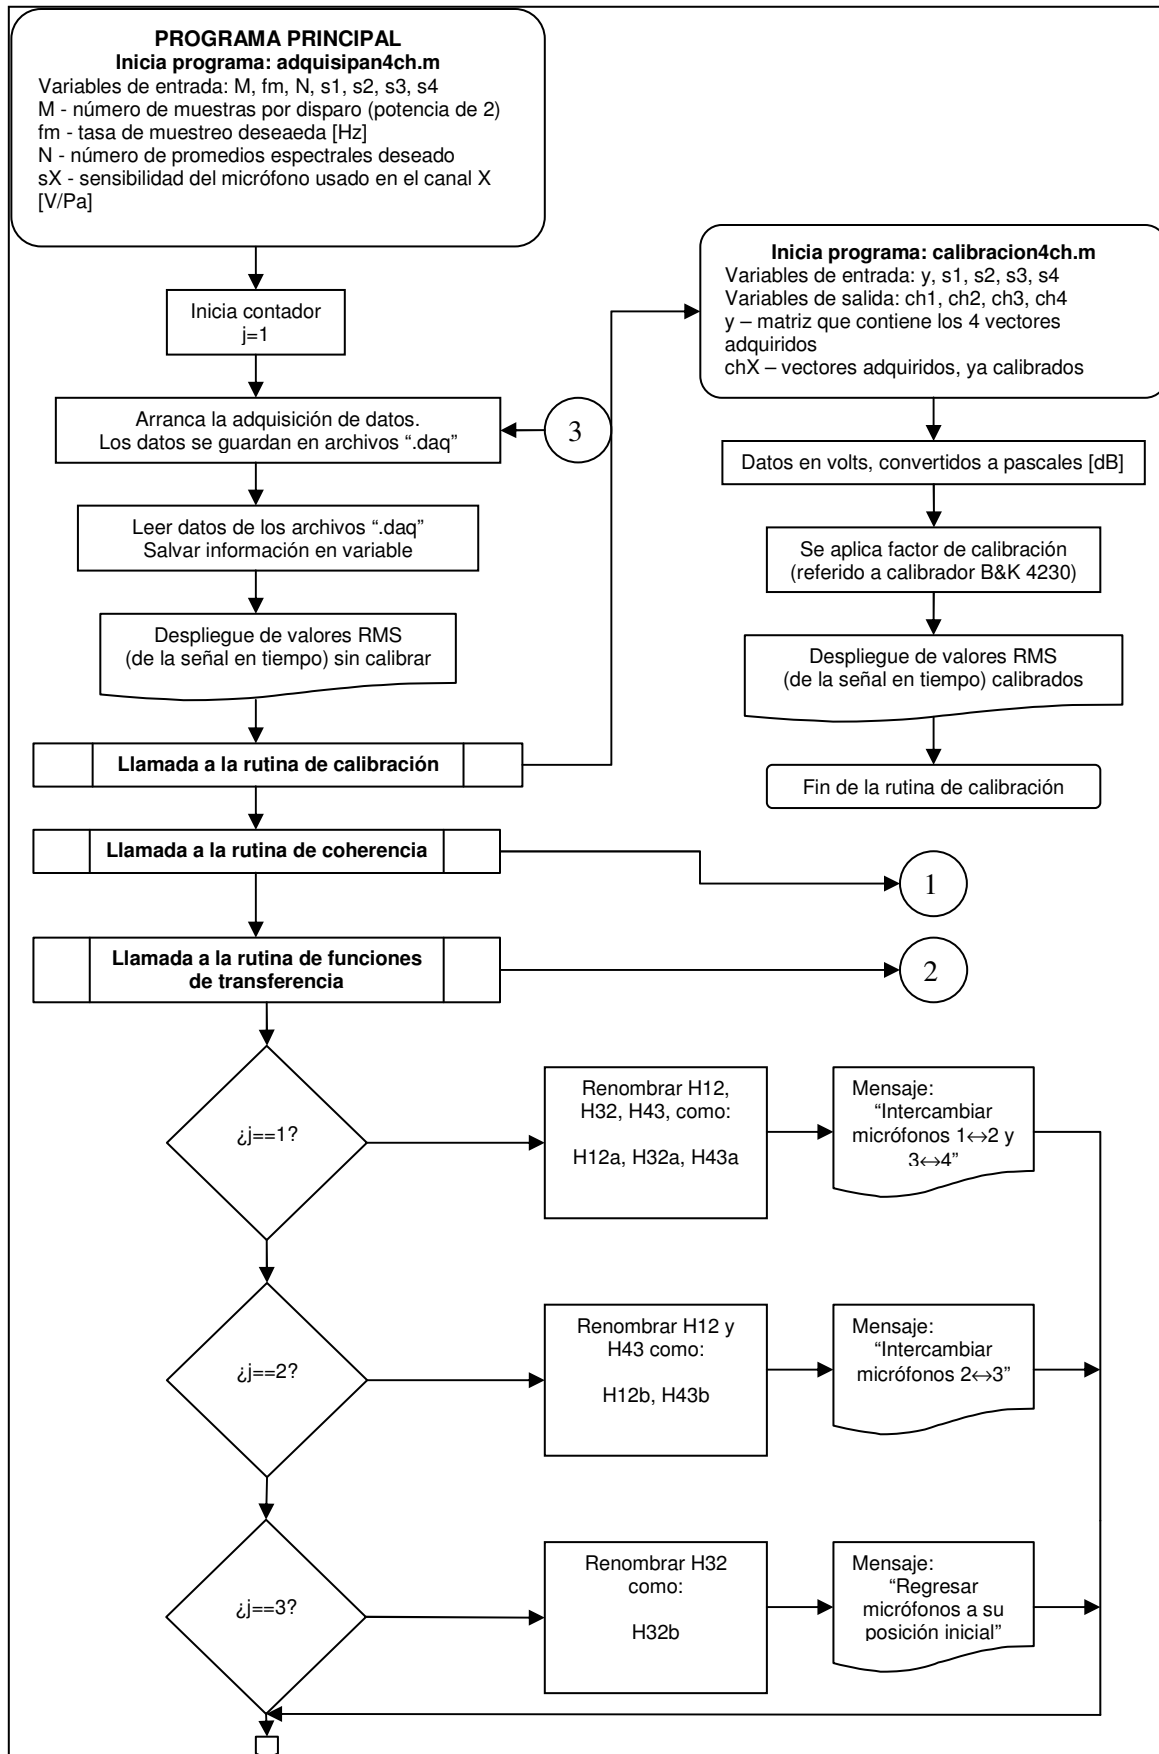 PROGRAMA PRINCIPAL
Inicia programa: adquisipan4ch.m
Variables de entrada: M, fm, N, s1, s2, s3, s4
M - número de muestras por disparo (potencia de 2)
fm - tasa de muestreo deseaeda [Hz]
N - número de promedios espectrales deseado
sX - sensibilidad del micrófono usado en el canal X
[V/Pa]
Inicia contador
j=1
Arranca la adquisición de datos.
Los datos se guardan en archivos “.daq”
3
Leer datos de los archivos “.daq”
Salvar información en variable
Despliegue de valores RMS
(de la señal en tiempo) sin calibrar
Llamada a la rutina de calibración
Inicia programa: calibracion4ch.m
Variables de entrada: y, s1, s2, s3, s4
Variables de salida: ch1, ch2, ch3, ch4
y – matriz que contiene los 4 vectores
adquiridos
chX – vectores adquiridos, ya calibrados
Datos en volts, convertidos a pascales [dB]
Se aplica factor de calibración
(referido a calibrador B&K 4230)
Despliegue de valores RMS
(de la señal en tiempo) calibrados
Fin de la rutina de calibración
Llamada a la rutina de coherencia
1
Llamada a la rutina de funciones
de transferencia
2
¿j==1?
Renombrar H12,
H32, H43, como:
H12a, H32a, H43a
Mensaje:
“Intercambiar
micrófonos 1↔2 y
3↔4”
¿j==2?
Renombrar H12 y
H43 como:
H12b, H43b
Mensaje:
“Intercambiar
micrófonos 2↔3”
¿j==3?
Renombrar H32
como:
H32b
Mensaje:
“Regresar
micrófonos a su
posición inicial”